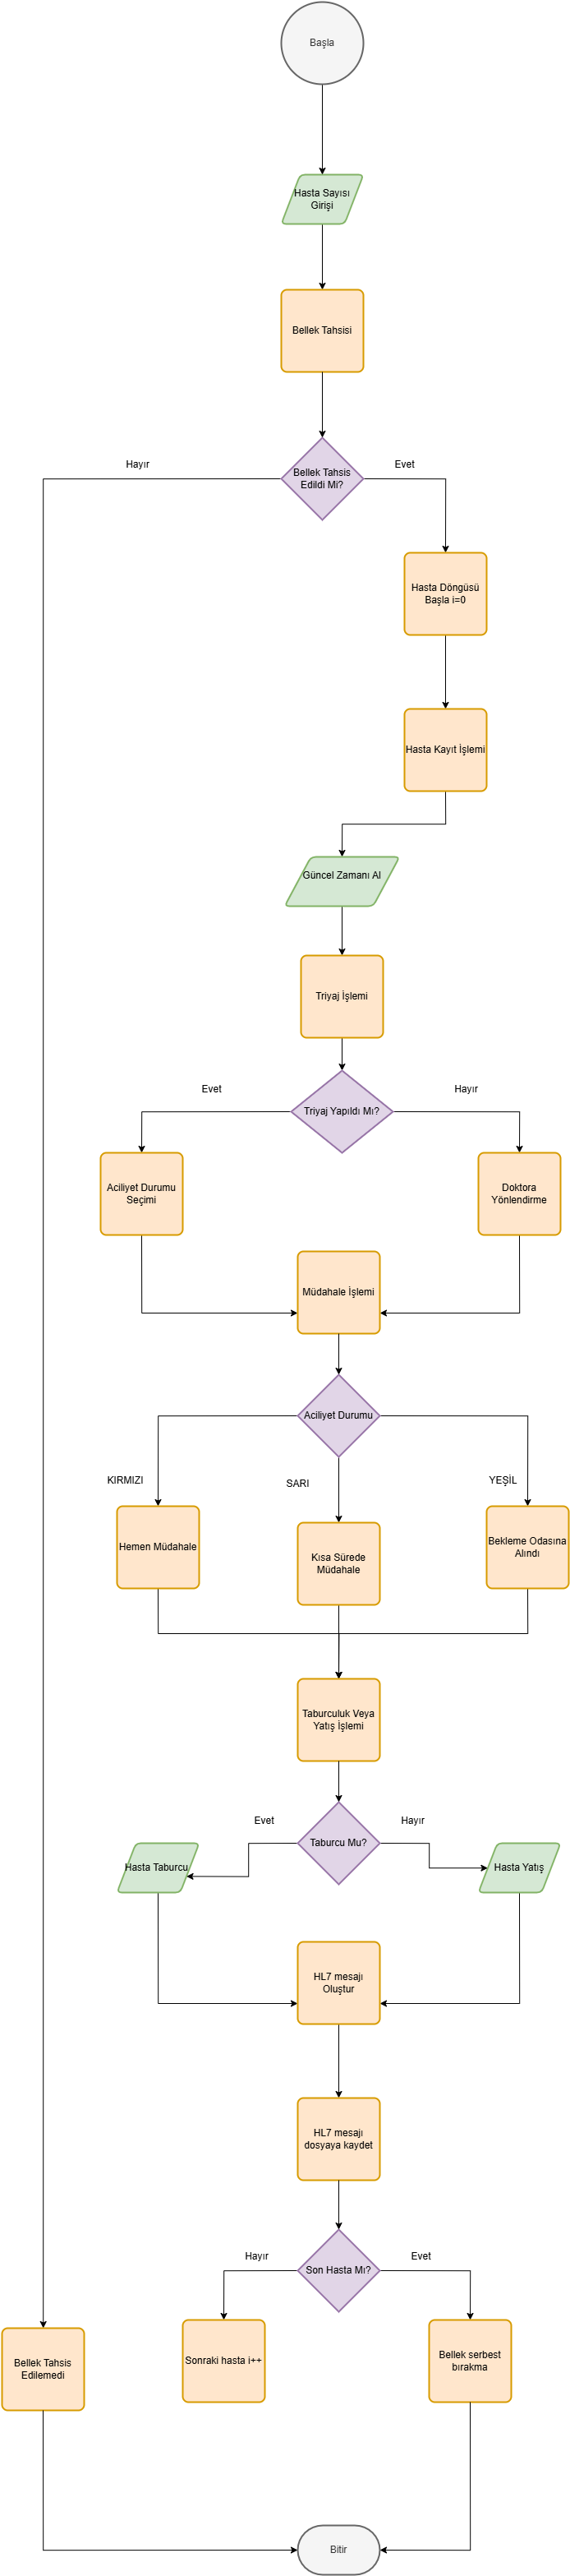 Başla
Hasta Sayısı
Girişi
Bellek Tahsisi
Bellek Tahsis
Edildi Mi?
Hayır
Evet
Hasta Döngüsü
Başla i=0
Hasta Kayıt İşlemi
Güncel Zamanı Al
Triyaj İşlemi
Triyaj Yapıldı Mı?
Evet
Hayır
Aciliyet Durumu
Seçimi
Doktora
Yönlendirme
Müdahale İşlemi
Aciliyet Durumu
KIRMIZI
SARI
YEŞİL
Hemen Müdahale
Kısa Sürede
Müdahale
Bekleme Odasına
Alındı
Taburculuk Veya
Yatış İşlemi
Taburcu Mu?
Evet
Hayır
Hasta Taburcu
Hasta Yatış
HL7 mesajı
Oluştur
HL7 mesajı
dosyaya kaydet
Son Hasta Mı?
Hayır
Evet
Sonraki hasta i++
Bellek serbest
bırakma
Bellek Tahsis
Edilemedi
Bitir